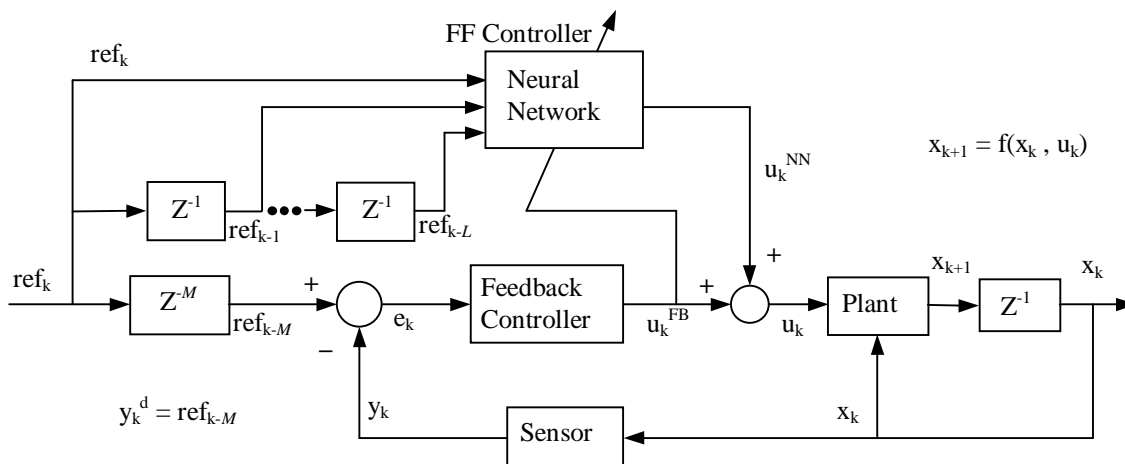 FF Controller
ref_k
Neural
Network
x_{k+1} = f(x_k , u_k)
u_k^{NN}
Z^{-1}
Z^{-1}
ref_{k-1}
ref_{k-L}
ref_k
Z^{-M}
ref_{k-M}
+
−
e_k
Feedback
Controller
u_k^{FB}
+
+
u_k
Plant
x_{k+1}
Z^{-1}
x_k
y_k^d = ref_{k-M}
y_k
Sensor
x_k